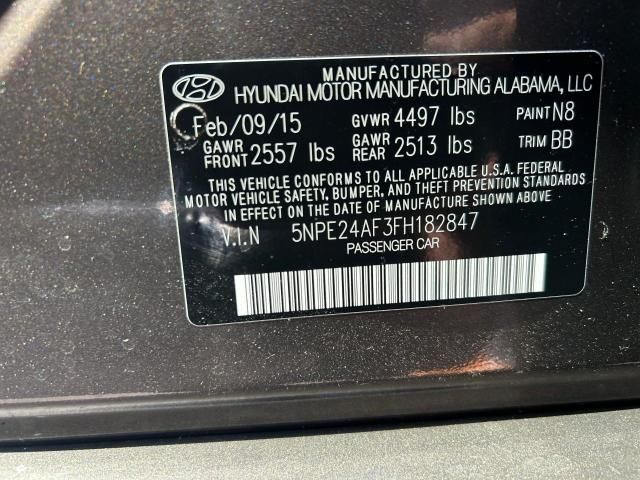 MANUFACTURED BY
HYUNDAI MOTOR MANUFACTURING ALABAMA, LLC
Feb/09/15 GVWR 4497 lbs PAINT N8
GAWR FRONT 2557 lbs GAWR REAR 2513 lbs TRIM BB
THIS VEHICLE CONFORMS TO ALL APPLICABLE U.S.A. FEDERAL
MOTOR VEHICLE SAFETY, BUMPER, AND THEFT PREVENTION STANDARDS
IN EFFECT ON THE DATE OF MANUFACTURE SHOWN ABOVE
V.I.N 5NPE24AF3FH182847
PASSENGER CAR